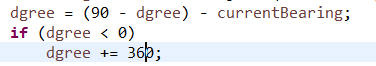 dgree = (90 - dgree) - currentBearing;
if (dgree < 0)
    dgree += 360;